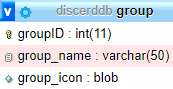 v discerddb group
groupID : int(11)
group_name : varchar(50)
group_icon : blob